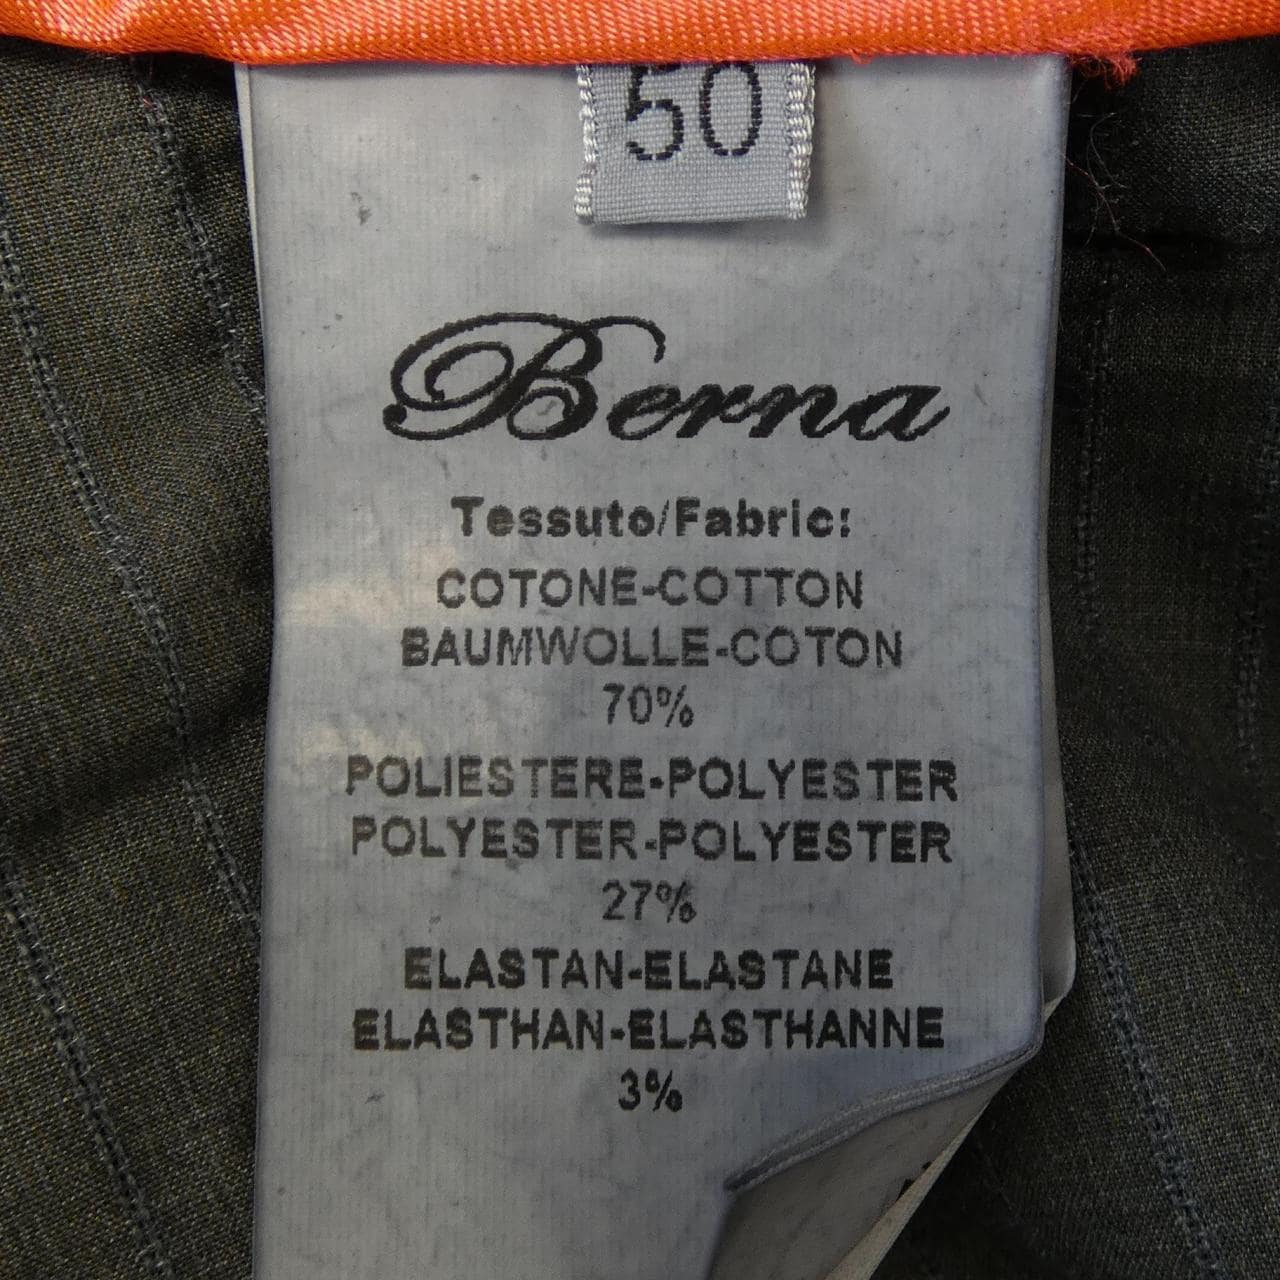 50
Berna
Tessuto/Fabric:
COTONE-COTTON
BAUMWOLLE-COTON
70%
POLIESTERE-POLYESTER
POLYESTER-POLYESTER
27%
ELASTAN-ELASTANE
ELASTHAN-ELASTHANNE
3%